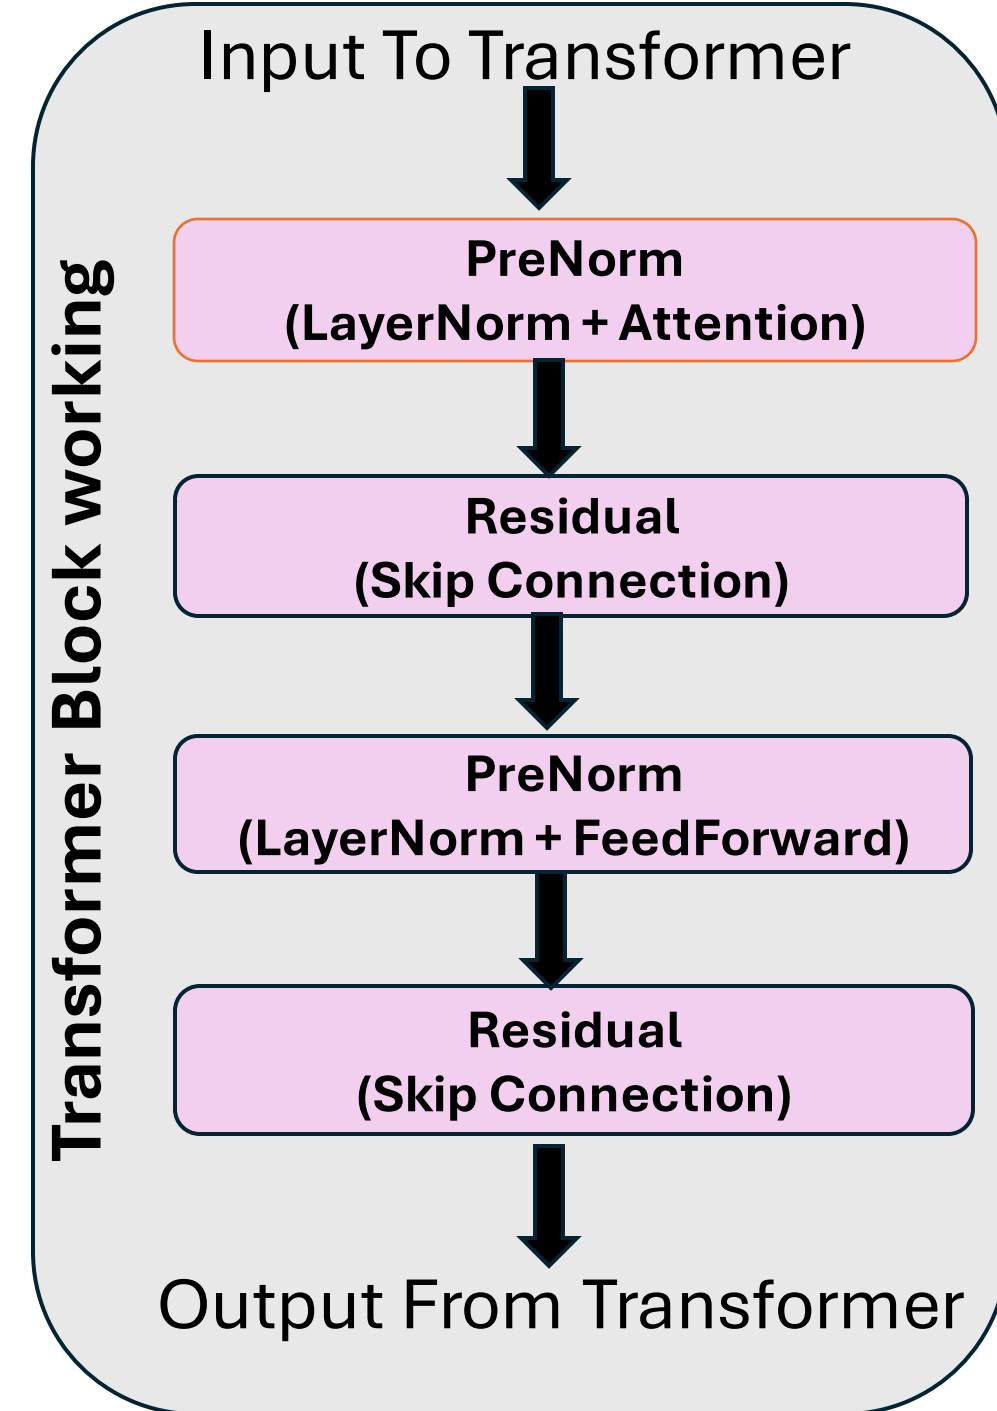 Input To Transformer
Transformer Block working
PreNorm
(LayerNorm + Attention)
Residual
(Skip Connection)
PreNorm
(LayerNorm + FeedForward)
Residual
(Skip Connection)
Output From Transformer